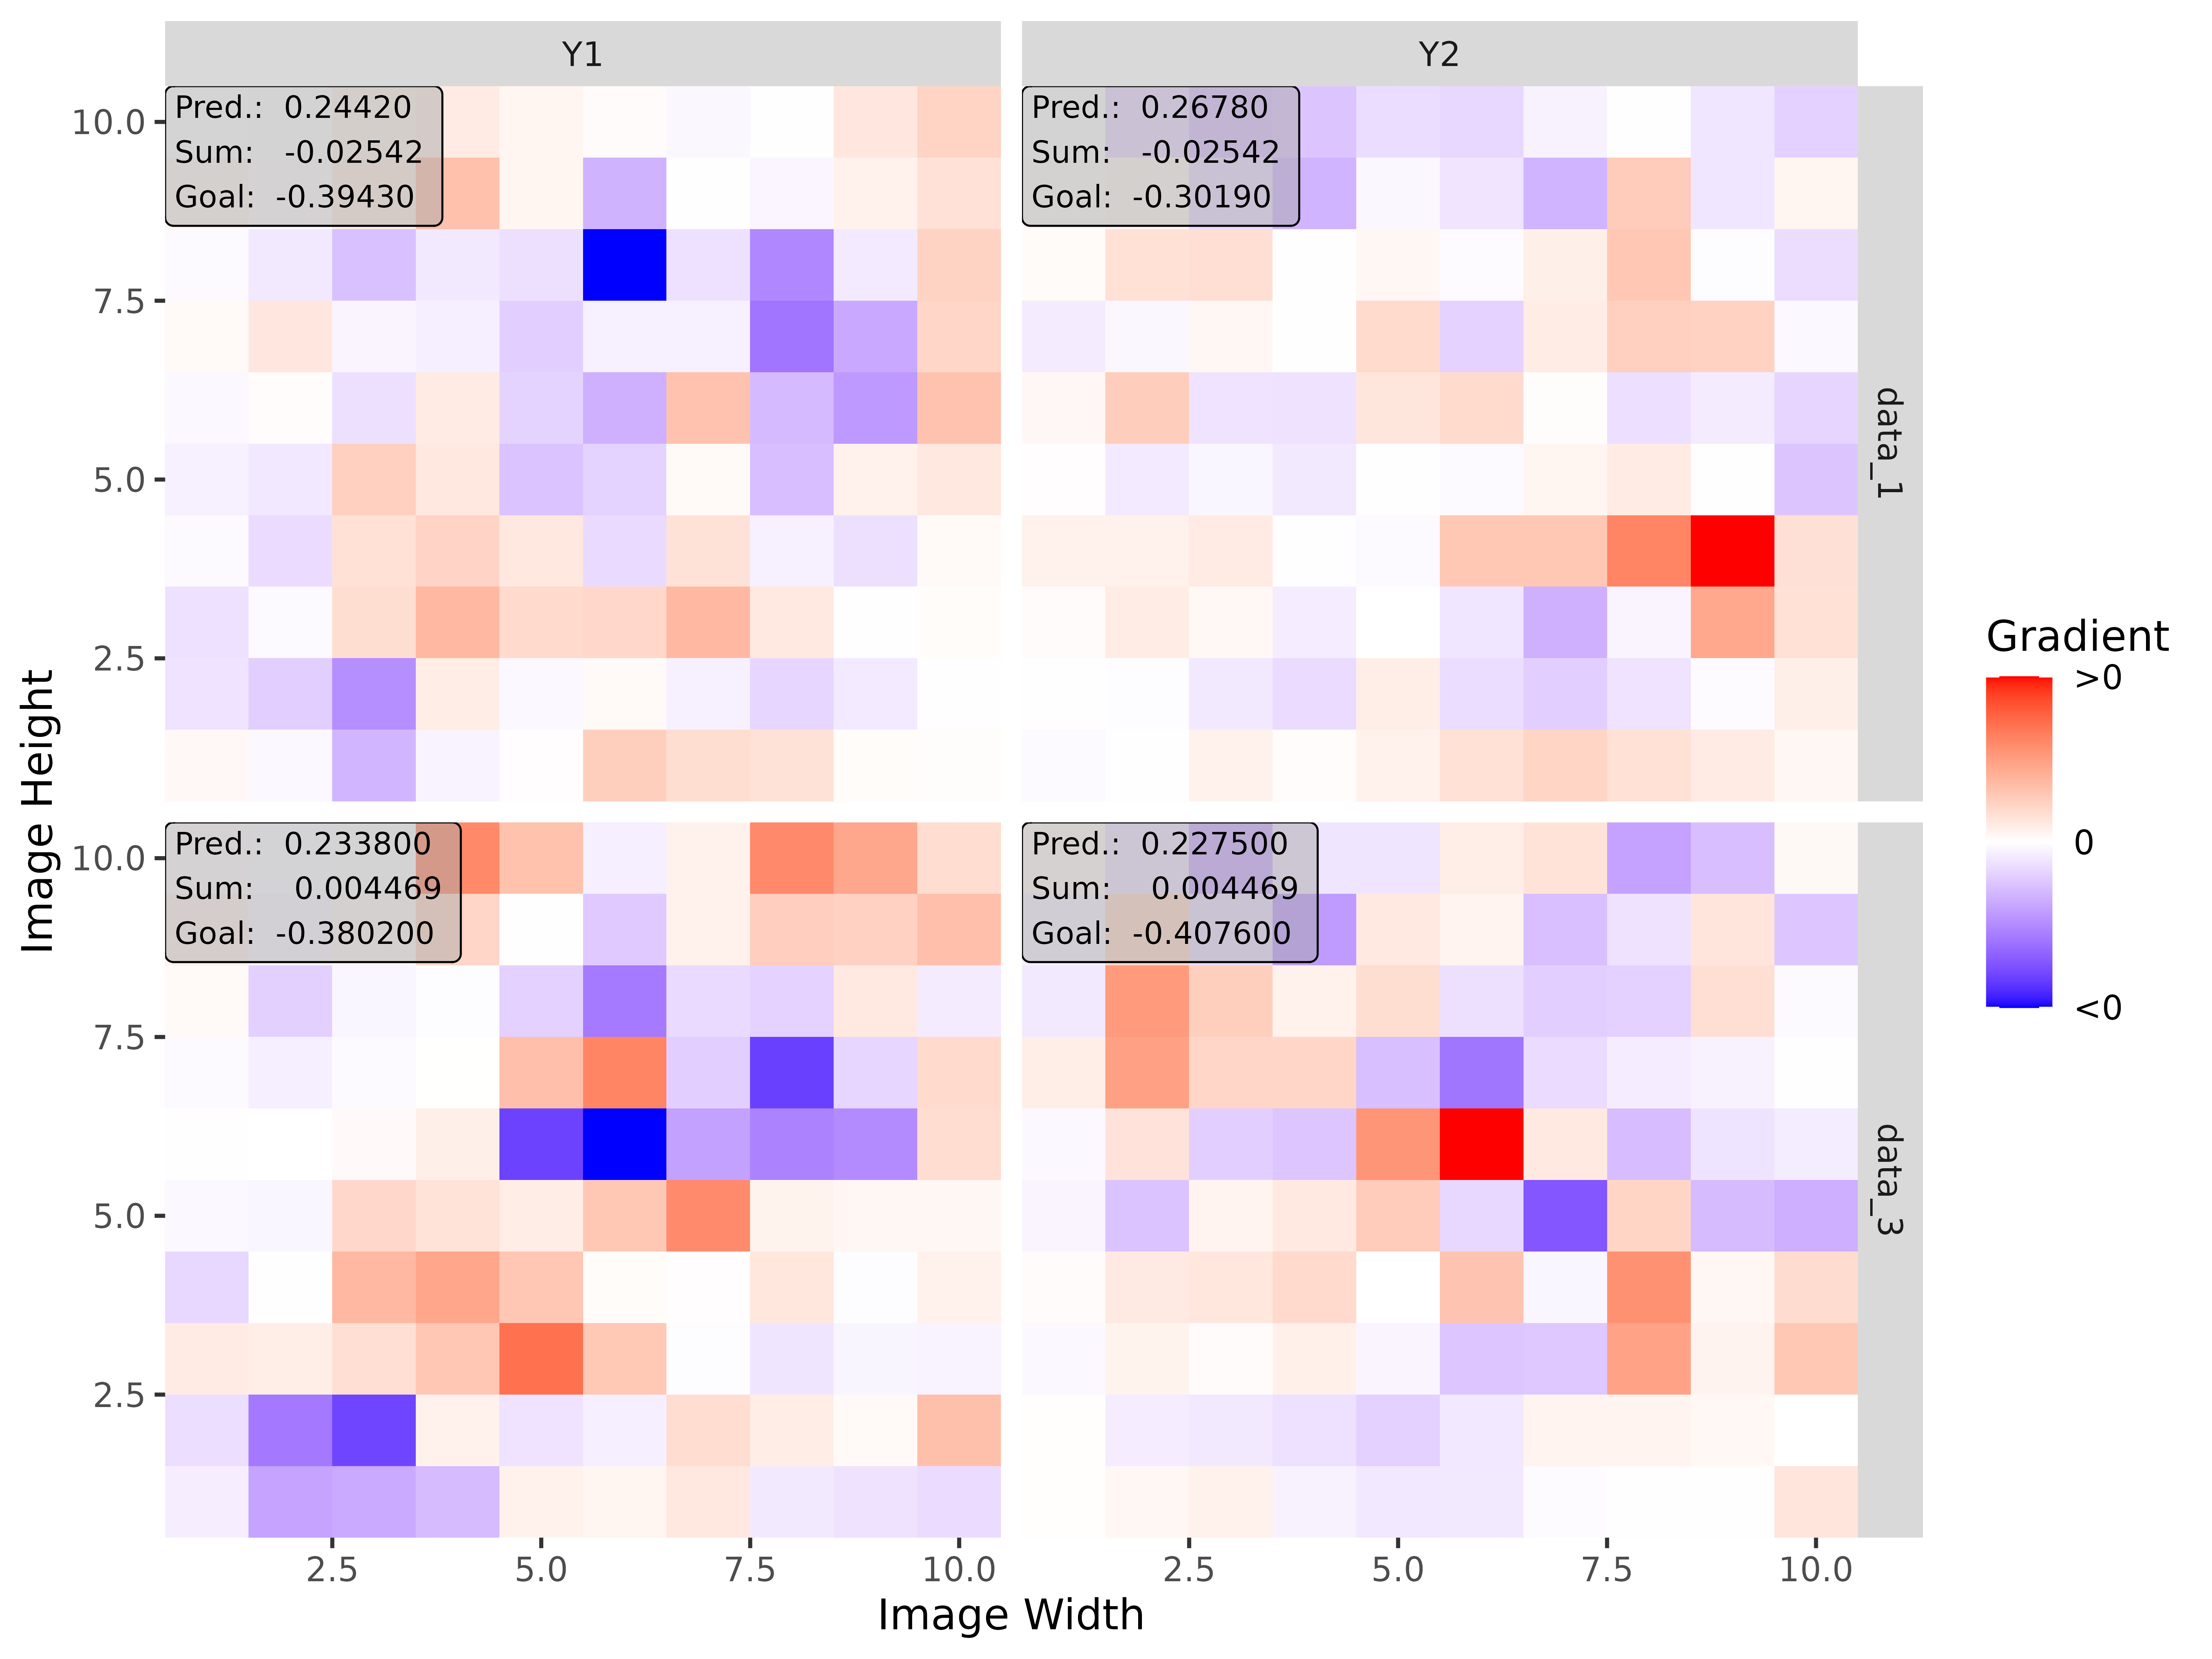 Y1
Y2
Pred.: 0.24420
Sum: -0.02542
Goal: -0.39430
Pred.: 0.26780
Sum: -0.02542
Goal: -0.30190
data_1
10.0
7.5
5.0
2.5
Pred.: 0.233800
Sum: 0.004469
Goal: -0.380200
Pred.: 0.227500
Sum: 0.004469
Goal: -0.407600
data_3
10.0
7.5
5.0
2.5
Image Height
2.5 5.0 7.5 10.0
2.5 5.0 7.5 10.0
Image Width
Gradient
>0
0
<0